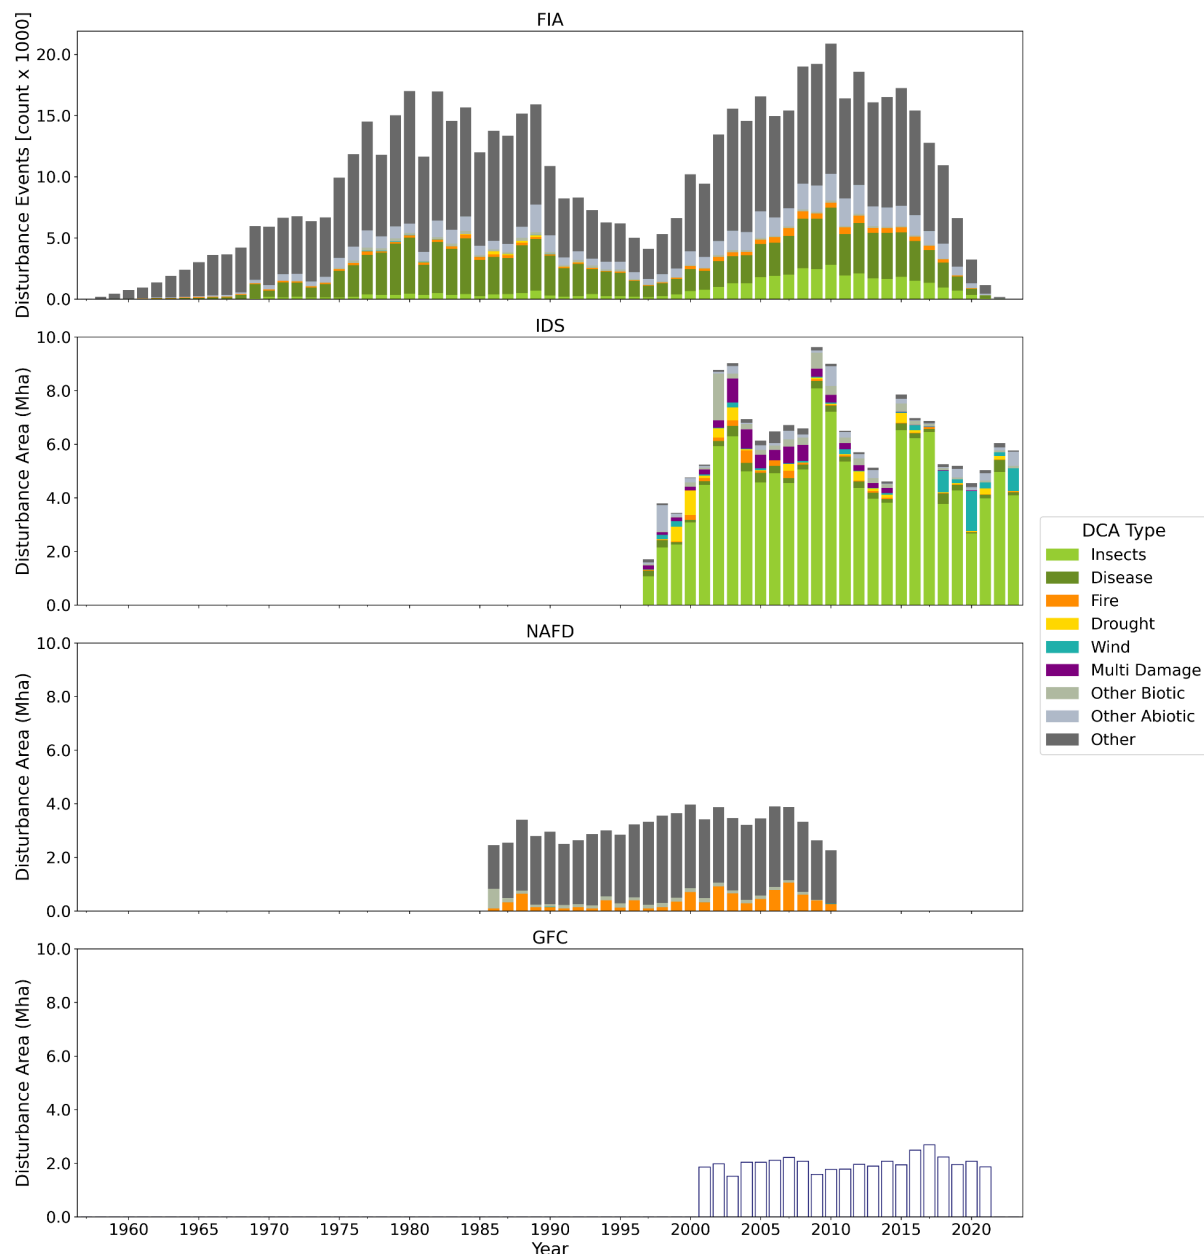 FIA
Disturbance Events [count x 1000]
20.0
15.0
10.0
5.0
0.0
IDS
Disturbance Area (Mha)
10.0
8.0
6.0
4.0
2.0
0.0
NAFD
Disturbance Area (Mha)
10.0
8.0
6.0
4.0
2.0
0.0
GFC
Disturbance Area (Mha)
10.0
8.0
6.0
4.0
2.0
0.0
1960 1965 1970 1975 1980 1985 1990 1995 2000 2005 2010 2015 2020
Year
DCA Type
Insects
Disease
Fire
Drought
Wind
Multi Damage
Other Biotic
Other Abiotic
Other